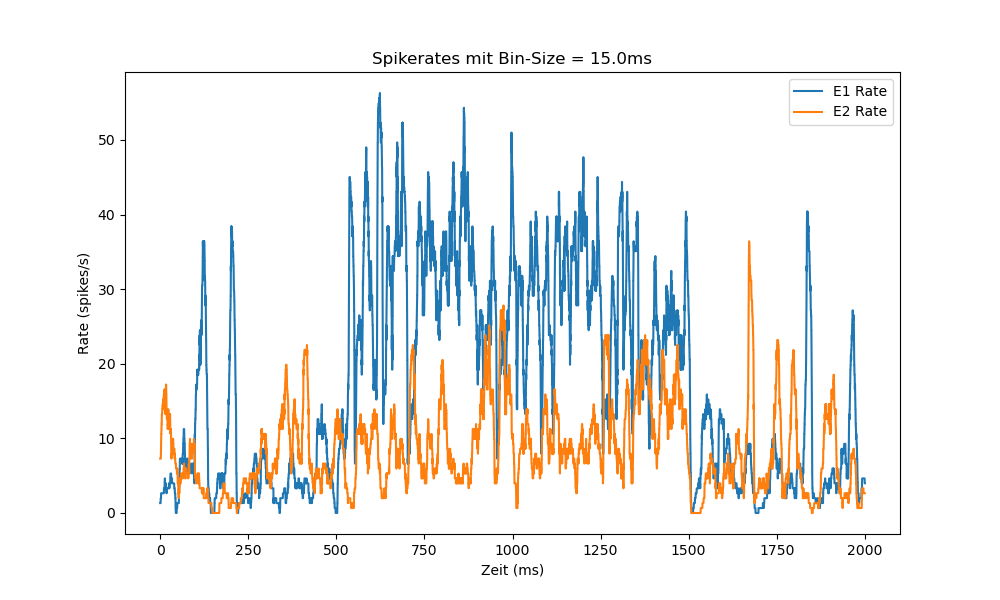 Spikerates mit Bin-Size = 15.0ms
E1 Rate
E2 Rate
Rate (spikes/s)
50
40
30
20
10
0
0 250 500 750 1000 1250 1500 1750 2000
Zeit (ms)